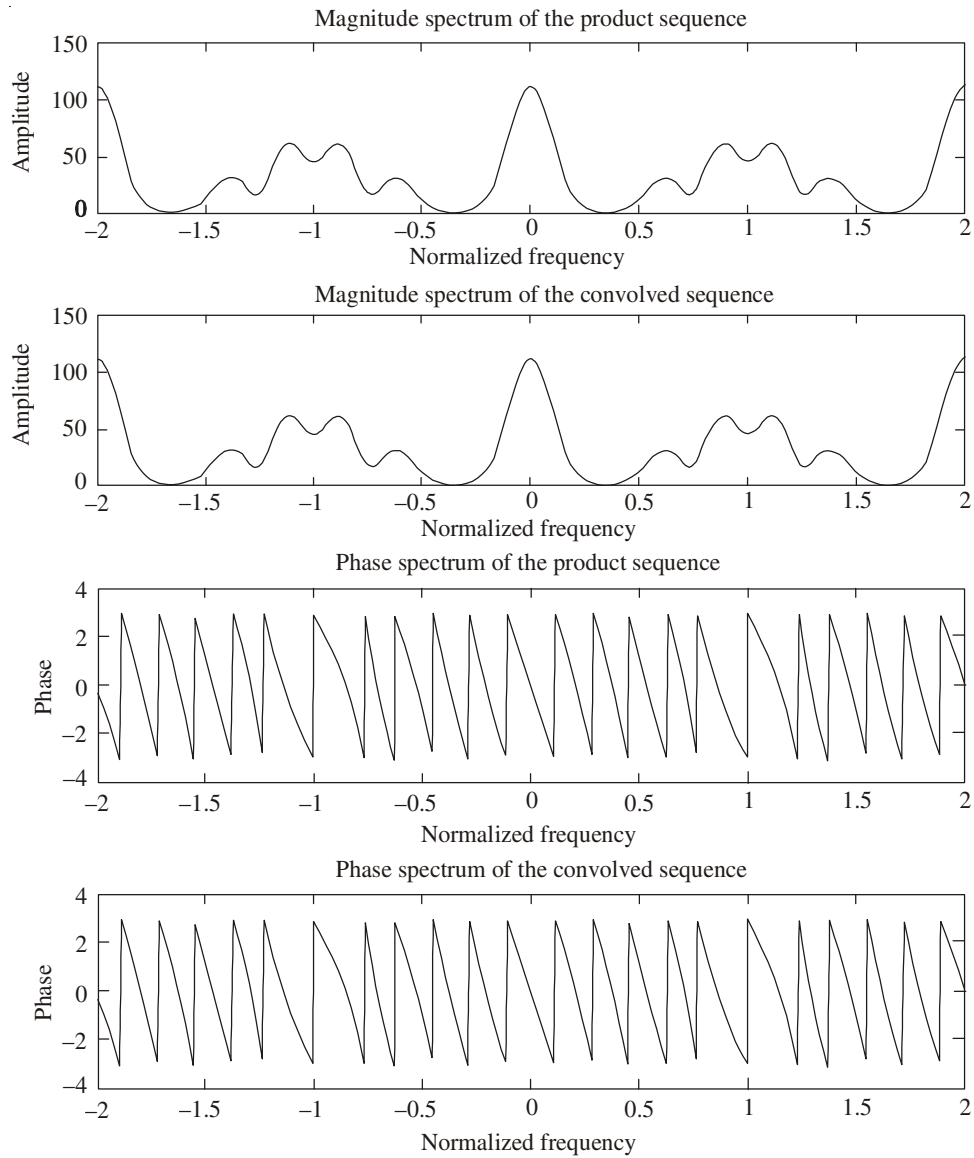 Magnitude spectrum of the product sequence
150
100
50
0
Amplitude
−2 −1.5 −1 −0.5 0 0.5 1 1.5 2
Normalized frequency
Magnitude spectrum of the convolved sequence
150
100
50
0
Amplitude
−2 −1.5 −1 −0.5 0 0.5 1 1.5 2
Normalized frequency
Phase spectrum of the product sequence
4
2
0
−2
−4
Phase
−2 −1.5 −1 −0.5 0 0.5 1 1.5 2
Normalized frequency
Phase spectrum of the convolved sequence
4
2
0
−2
−4
Phase
−2 −1.5 −1 −0.5 0 0.5 1 1.5 2
Normalized frequency